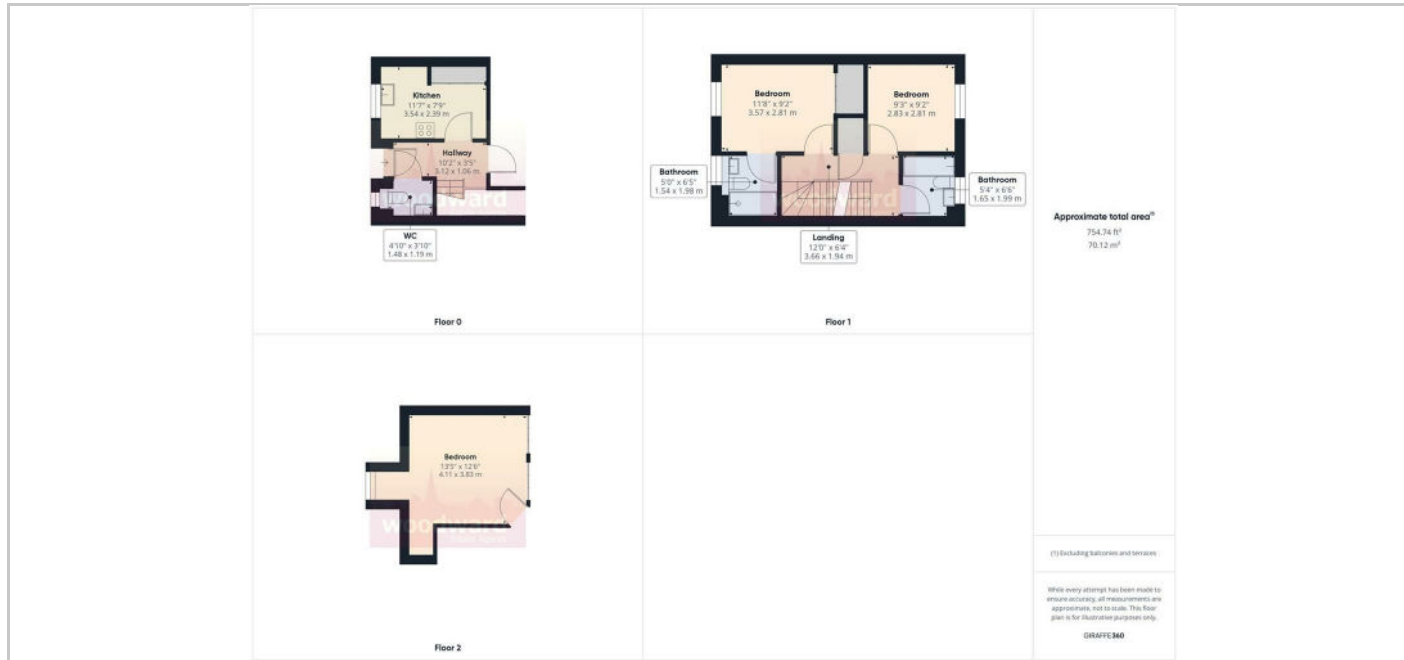 Kitchen
11'7" x 7'9"
3.54 x 2.39 m
Hallway
10'2" x 3'5"
3.12 x 1.06 m
WC
4'10" x 3'10"
1.48 x 1.19 m
Floor 0
Bedroom
11'8" x 9'2"
3.57 x 2.81 m
Bedroom
9'3" x 9'2"
2.83 x 2.81 m
Bathroom
5'0" x 6'5"
1.54 x 1.98 m
Bathroom
5'4" x 6'6"
1.65 x 1.99 m
Landing
12'0" x 6'4"
3.66 x 1.94 m
Floor 1
Bedroom
13'5" x 12'6"
4.11 x 3.83 m
woodward
Floor 2
Approximate total area⁽¹⁾
754.74 ft²
70.12 m²
(1) Excluding balconies and terraces
While every attempt has been made to
ensure accuracy, all measurements are
approximate, not to scale. This floor
plan is for illustrative purposes only.
GIRAFFE360